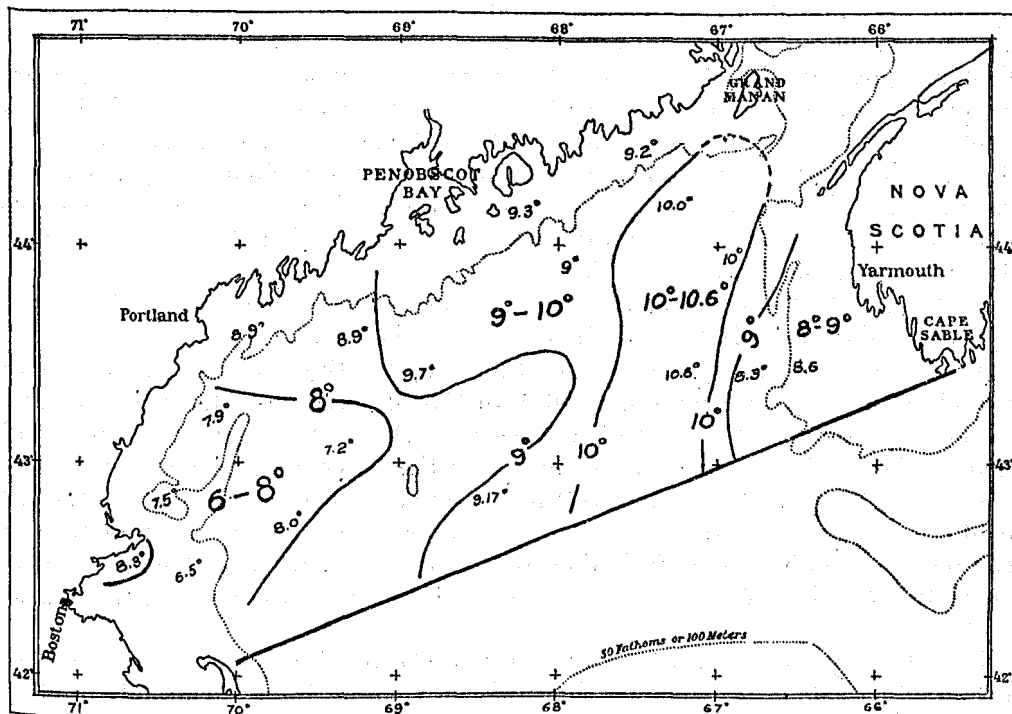 71° 70° 69° 68° 67° 66°
GRAND
MANAN
9.2°
PENOBSCOT
BAY
9.3°
10.0°
NOVA
SCOTIA
44° 44°
9° 10°
Yarmouth
9°–10° 10°-10.6° 8°-9°
Portland
8.9° 8.9° 9° CAPE
SABLE
9.7° 10.6° 8.3° 8.6
8°
7.9° 10°
7.2° 9° 10°
43° 43°
6–8° 9.17°
7.5° 8.0°
8.3° 6.5°
Boston
50 Fathoms or 100 Meters
42° 42°
71° 70° 69° 68° 67° 66°